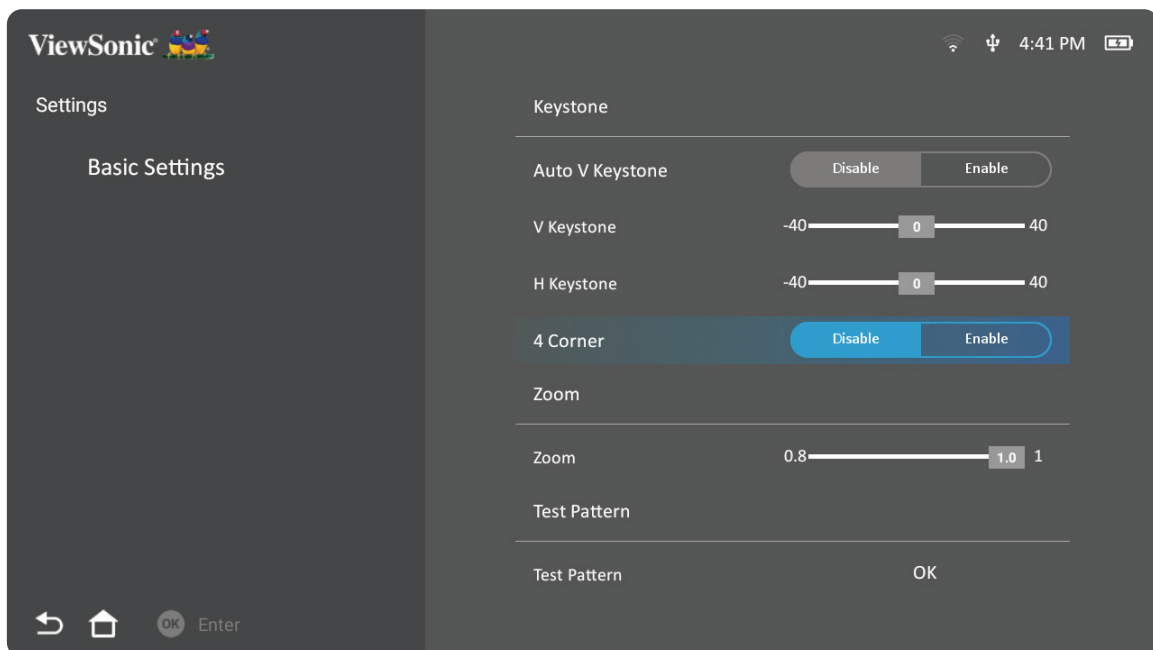 ViewSonic
4:41 PM
Settings
Basic Settings
Keystone
Auto V Keystone Disable Enable
V Keystone -40 0 40
H Keystone -40 0 40
4 Corner Disable Enable
Zoom
Zoom 0.8 1.0 1
Test Pattern
Test Pattern OK
OK Enter